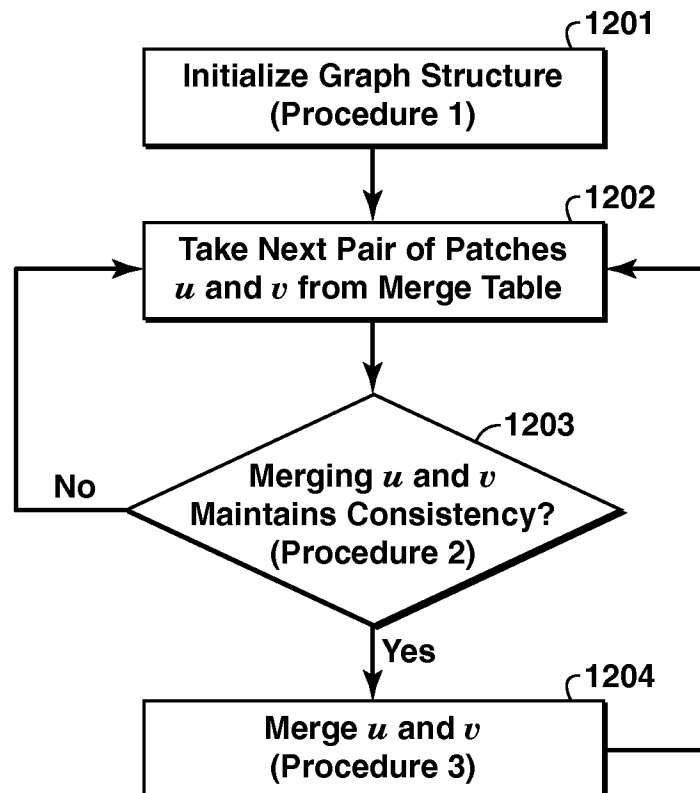 1201
Initialize Graph Structure
(Procedure 1)
1202
Take Next Pair of Patches
u and v from Merge Table
1203
Merging u and v
Maintains Consistency?
(Procedure 2)
No
Yes
1204
Merge u and v
(Procedure 3)